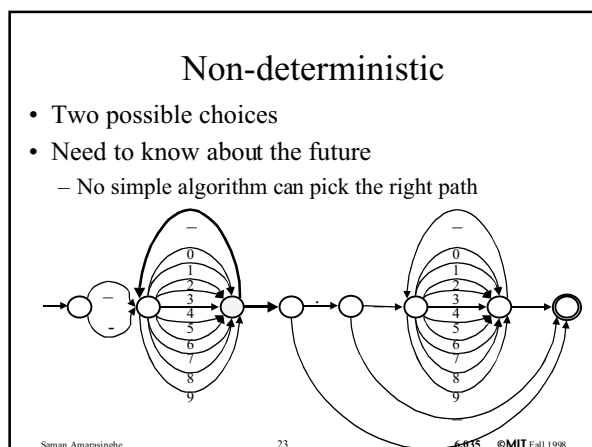 Non-deterministic
• Two possible choices
• Need to know about the future
– No simple algorithm can pick the right path
– –
0 0
1 1
2 2
– 3 . 3
4 4
- 5 5
6 6
7 7
8 8
9 9
–
Saman Amarasinghe 23 6.035 ©MIT Fall 1998